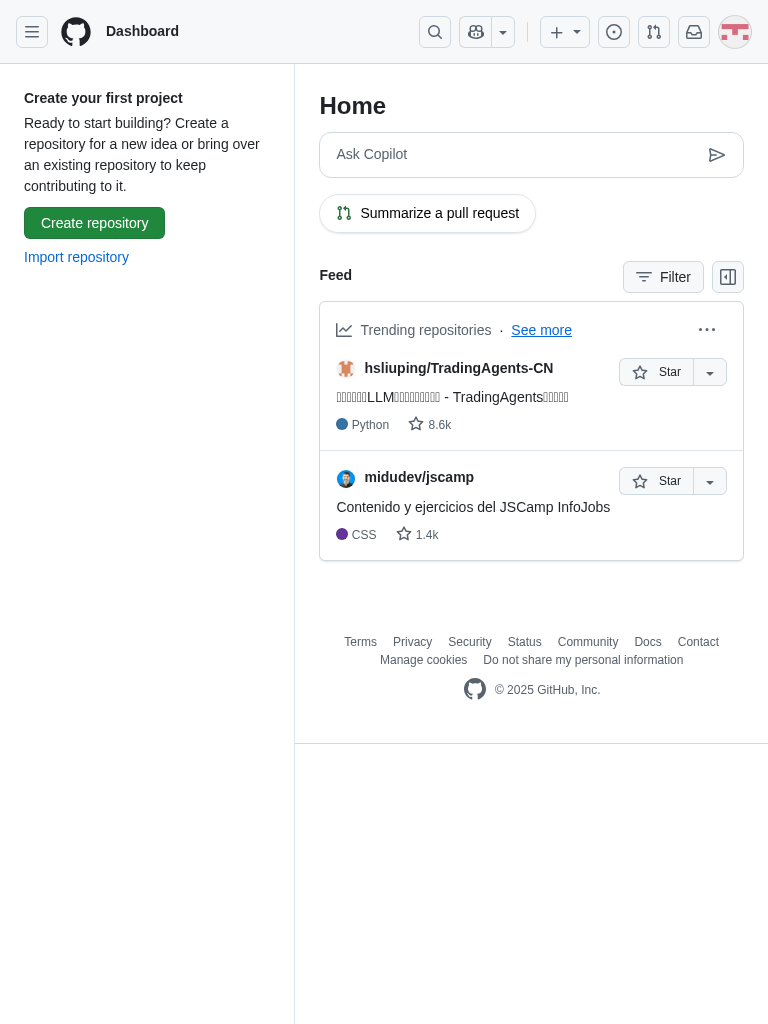 Dashboard
Create your first project
Ready to start building? Create a
repository for a new idea or bring over
an existing repository to keep
contributing to it.
Create repository
Import repository
Home
Ask Copilot
Summarize a pull request
Feed
Filter
Trending repositories · See more
hsliuping/TradingAgents-CN
Star
LLM - TradingAgents
Python
8.6k
midudev/jscamp
Star
Contenido y ejercicios del JSCamp InfoJobs
CSS
1.4k
Terms Privacy Security Status Community Docs Contact
Manage cookies Do not share my personal information
© 2025 GitHub, Inc.